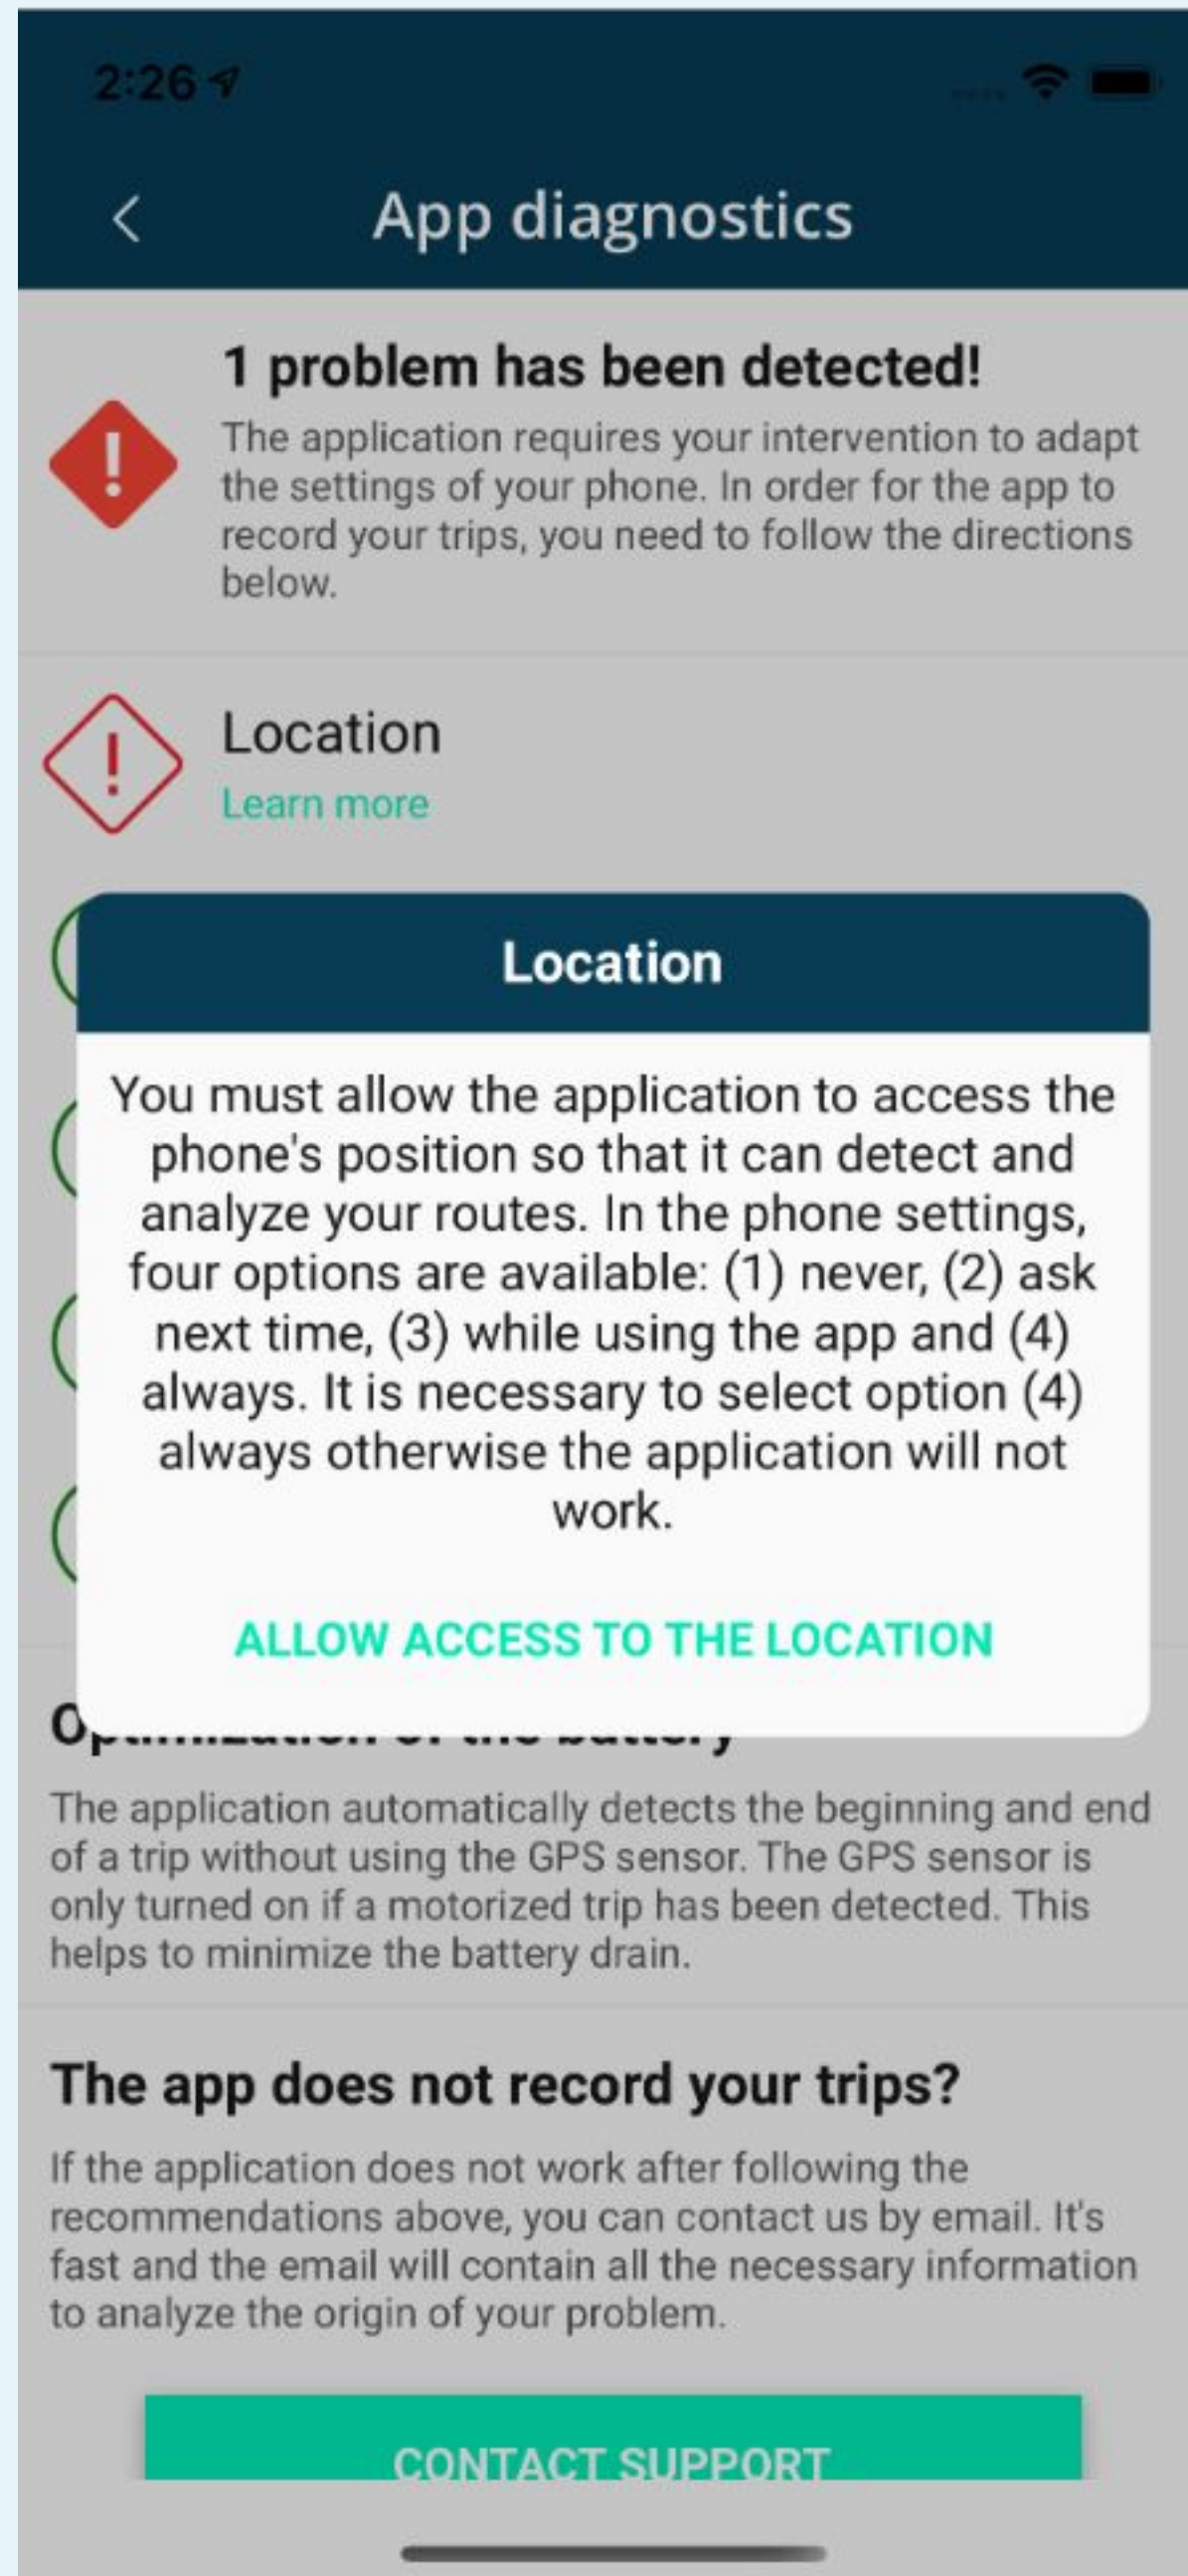 2:26
App diagnostics
1 problem has been detected!
The application requires your intervention to adapt
the settings of your phone. In order for the app to
record your trips, you need to follow the directions
below.
Location
Learn more
Location
You must allow the application to access the
phone's position so that it can detect and
analyze your routes. In the phone settings,
four options are available: (1) never, (2) ask
next time, (3) while using the app and (4)
always. It is necessary to select option (4)
always otherwise the application will not
work.
ALLOW ACCESS TO THE LOCATION
Optimization of the battery
The application automatically detects the beginning and end
of a trip without using the GPS sensor. The GPS sensor is
only turned on if a motorized trip has been detected. This
helps to minimize the battery drain.
The app does not record your trips?
If the application does not work after following the
recommendations above, you can contact us by email. It's
fast and the email will contain all the necessary information
to analyze the origin of your problem.
CONTACT SUPPORT